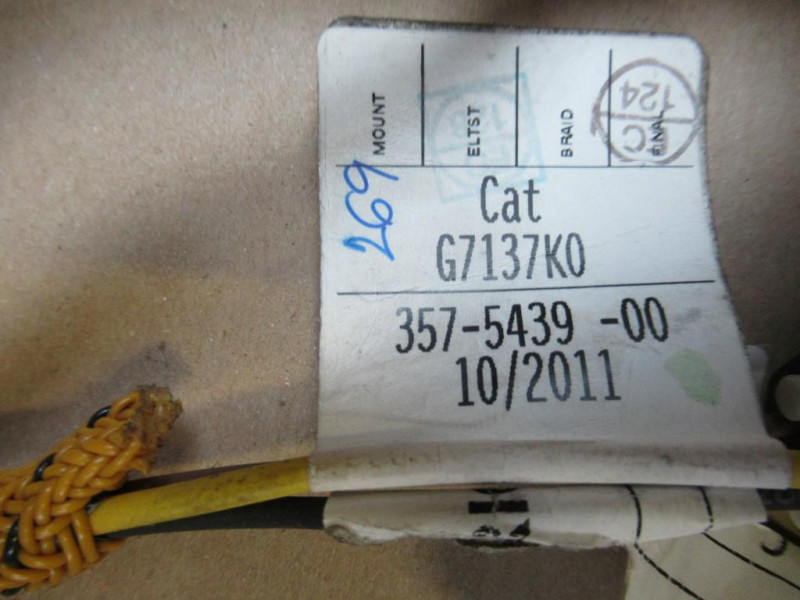 MOUNT ELTST BRAID FINAL
124
C
269
Cat
G7137K0
357-5439 -00
10/2011